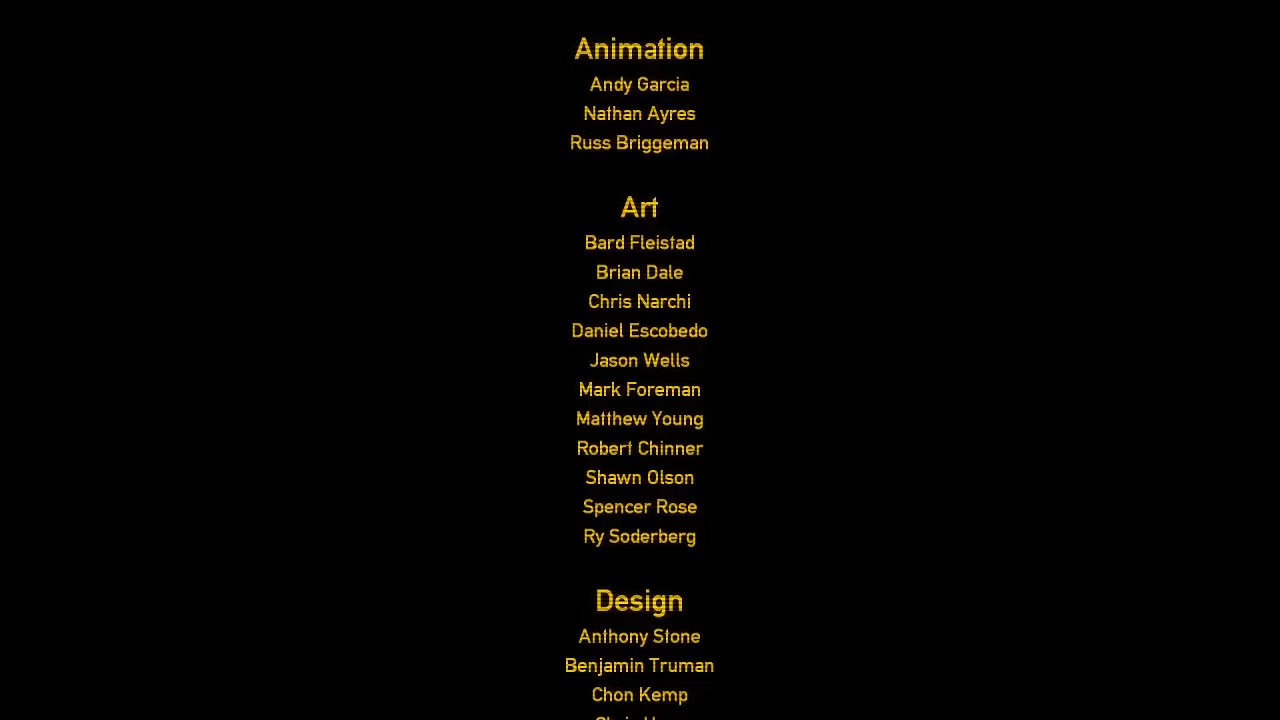 Animation
Andy Garcia
Nathan Ayres
Russ Briggeman
Art
Bard Fleistad
Brian Dale
Chris Narchi
Daniel Escobedo
Jason Wells
Mark Foreman
Matthew Young
Robert Chinner
Shawn Olson
Spencer Rose
Ry Soderberg
Design
Anthony Stone
Benjamin Truman
Chon Kemp